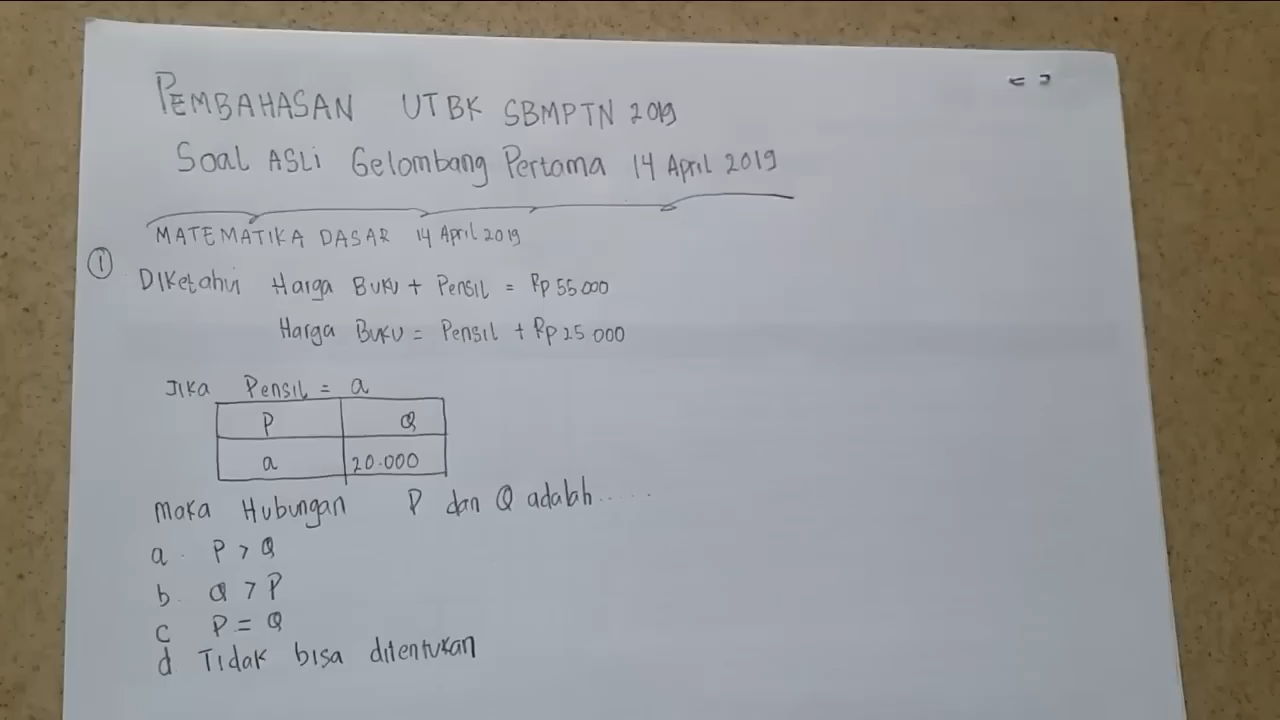 PEMBAHASAN UTBK SBMPTN 2019
Soal ASLi Gelombang Pertama 14 April 2019
MATEMATIKA DASAR 14 April 2019
① Diketahui Harga Buku + Pensil = Rp 55 000
Harga Buku = Pensil + Rp 25 000
Jika Pensil = a
P Q
a 20.000
maka Hubungan P dan Q adalah......
a. P > Q
b. Q > P
c P = Q
d Tidak bisa ditentukan